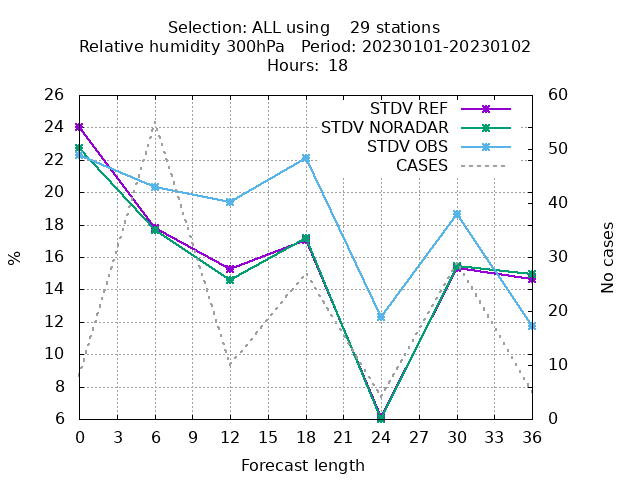 Selection: ALL using    29 stations
Relative humidity 300hPa   Period: 20230101-20230102
Hours: 18
STDV REF
STDV NORADAR
STDV OBS
CASES
26
24
22
20
18
16
14
12
10
8
6
%
60
50
40
30
20
10
0
No cases
0 3 6 9 12 15 18 21 24 27 30 33 36
Forecast length